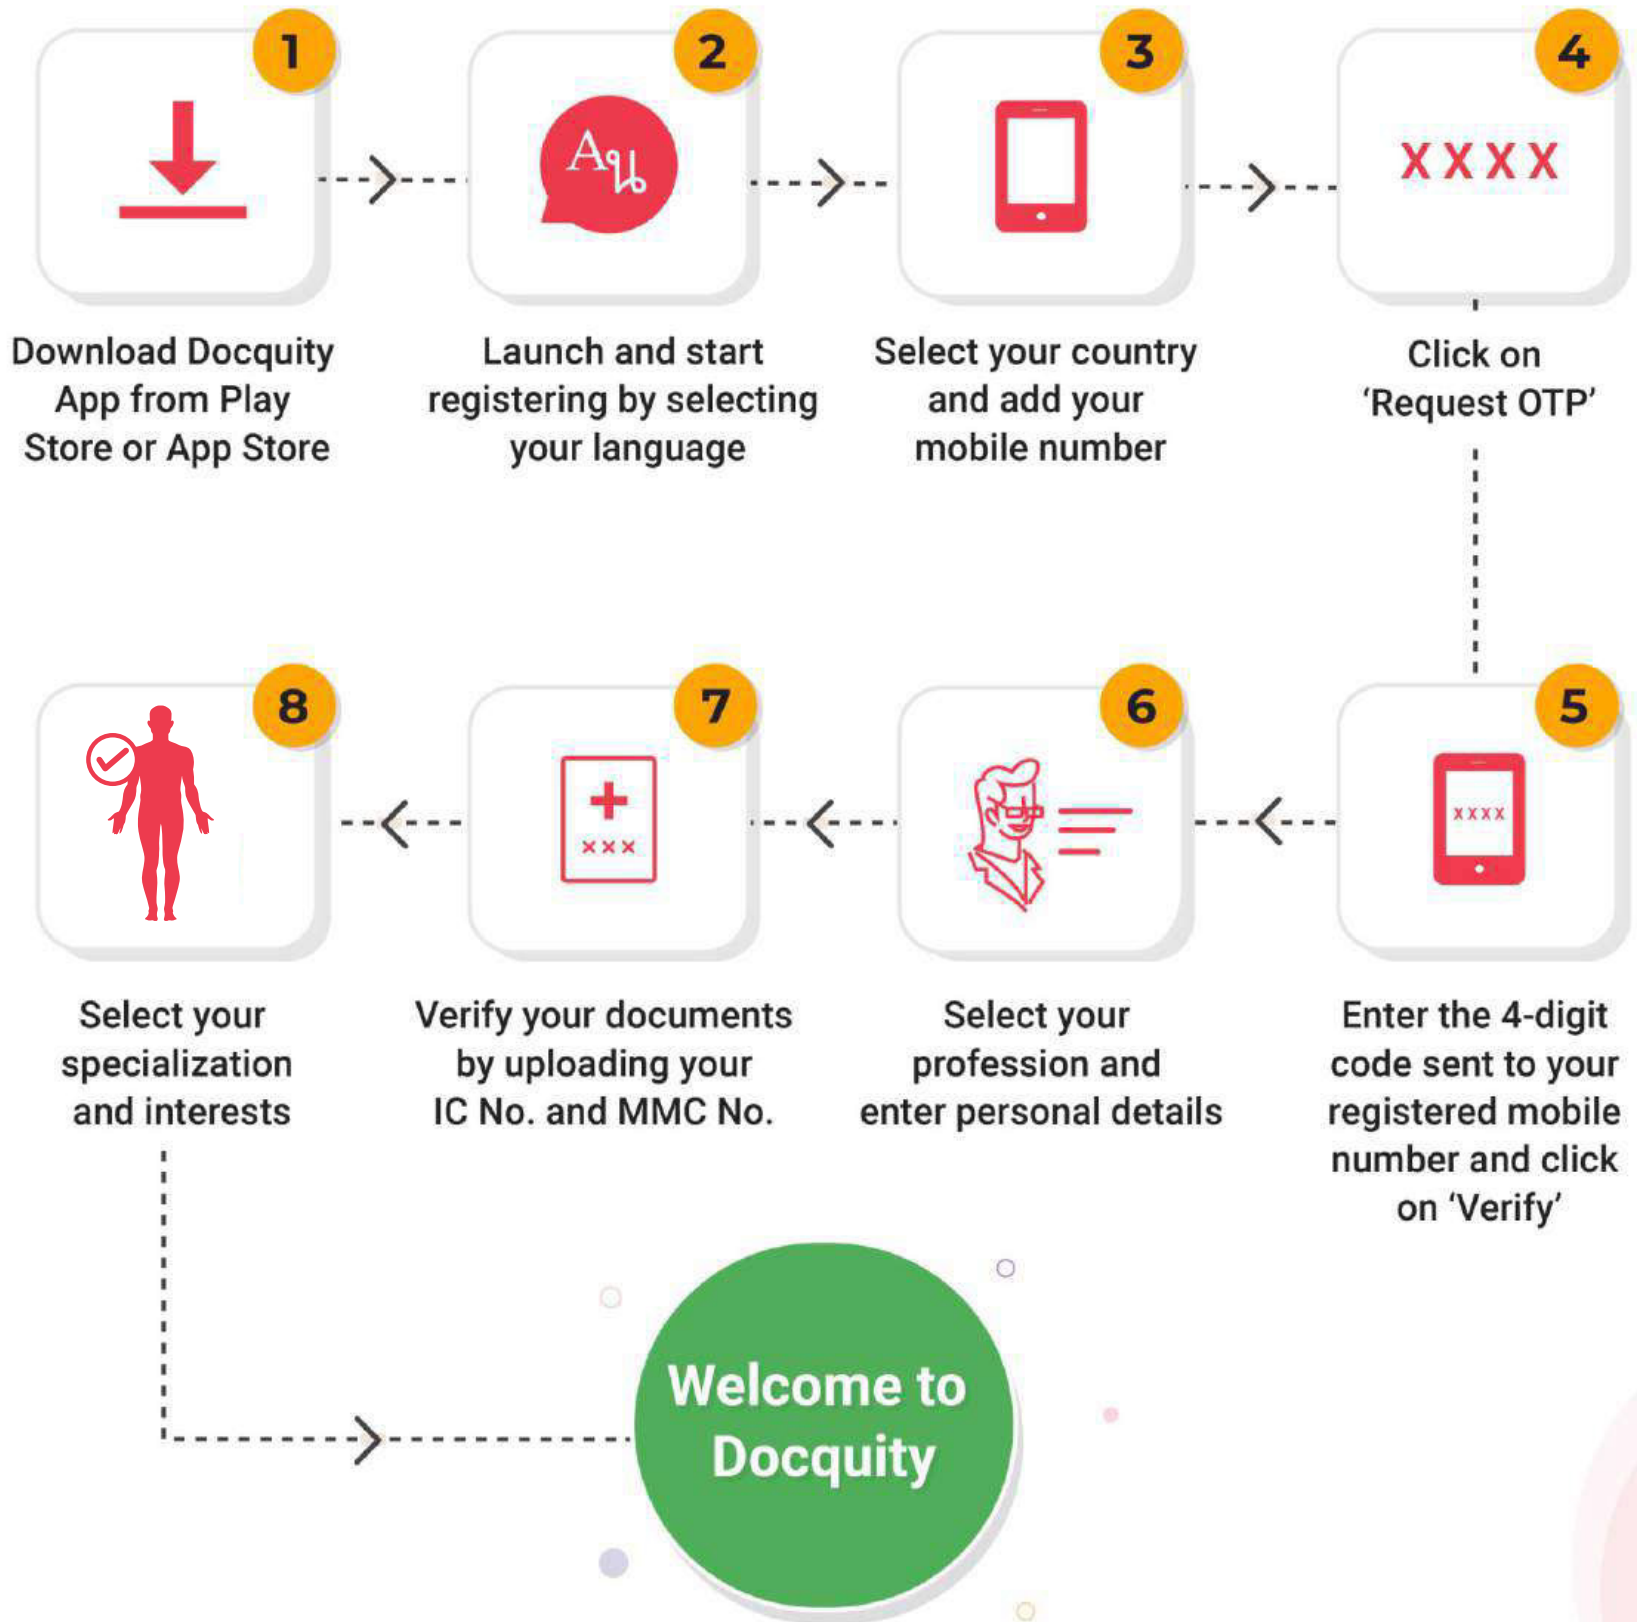 1
Download Docquity
App from Play
Store or App Store
2
Aน
Launch and start
registering by selecting
your language
3
Select your country
and add your
mobile number
4
X X X X
Click on
‘Request OTP’
5
X X X X
Enter the 4-digit
code sent to your
registered mobile
number and click
on ‘Verify’
6
Select your
profession and
enter personal details
7
× × ×
Verify your documents
by uploading your
IC No. and MMC No.
8
Select your
specialization
and interests
Welcome to
Docquity